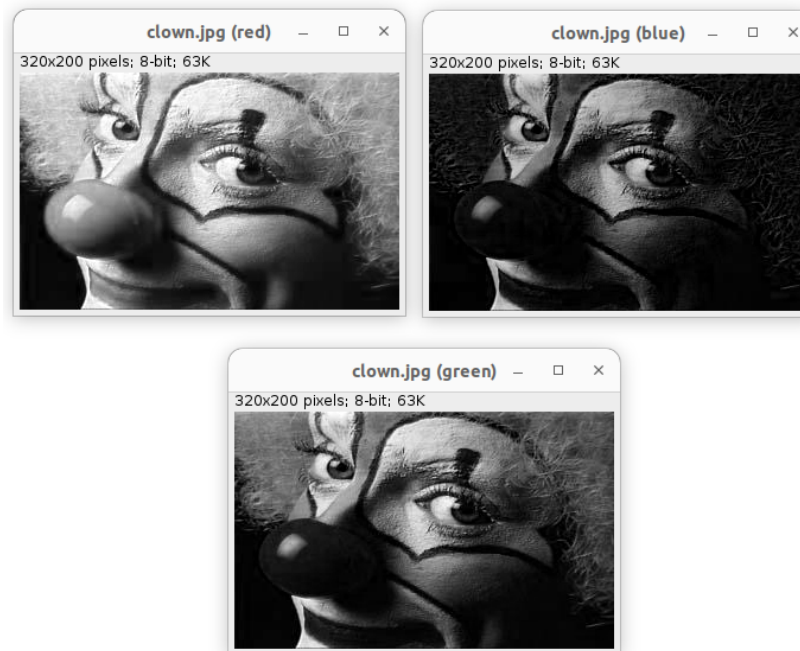 clown.jpg (red)
320x200 pixels; 8-bit; 63K
clown.jpg (blue)
320x200 pixels; 8-bit; 63K
clown.jpg (green)
320x200 pixels; 8-bit; 63K